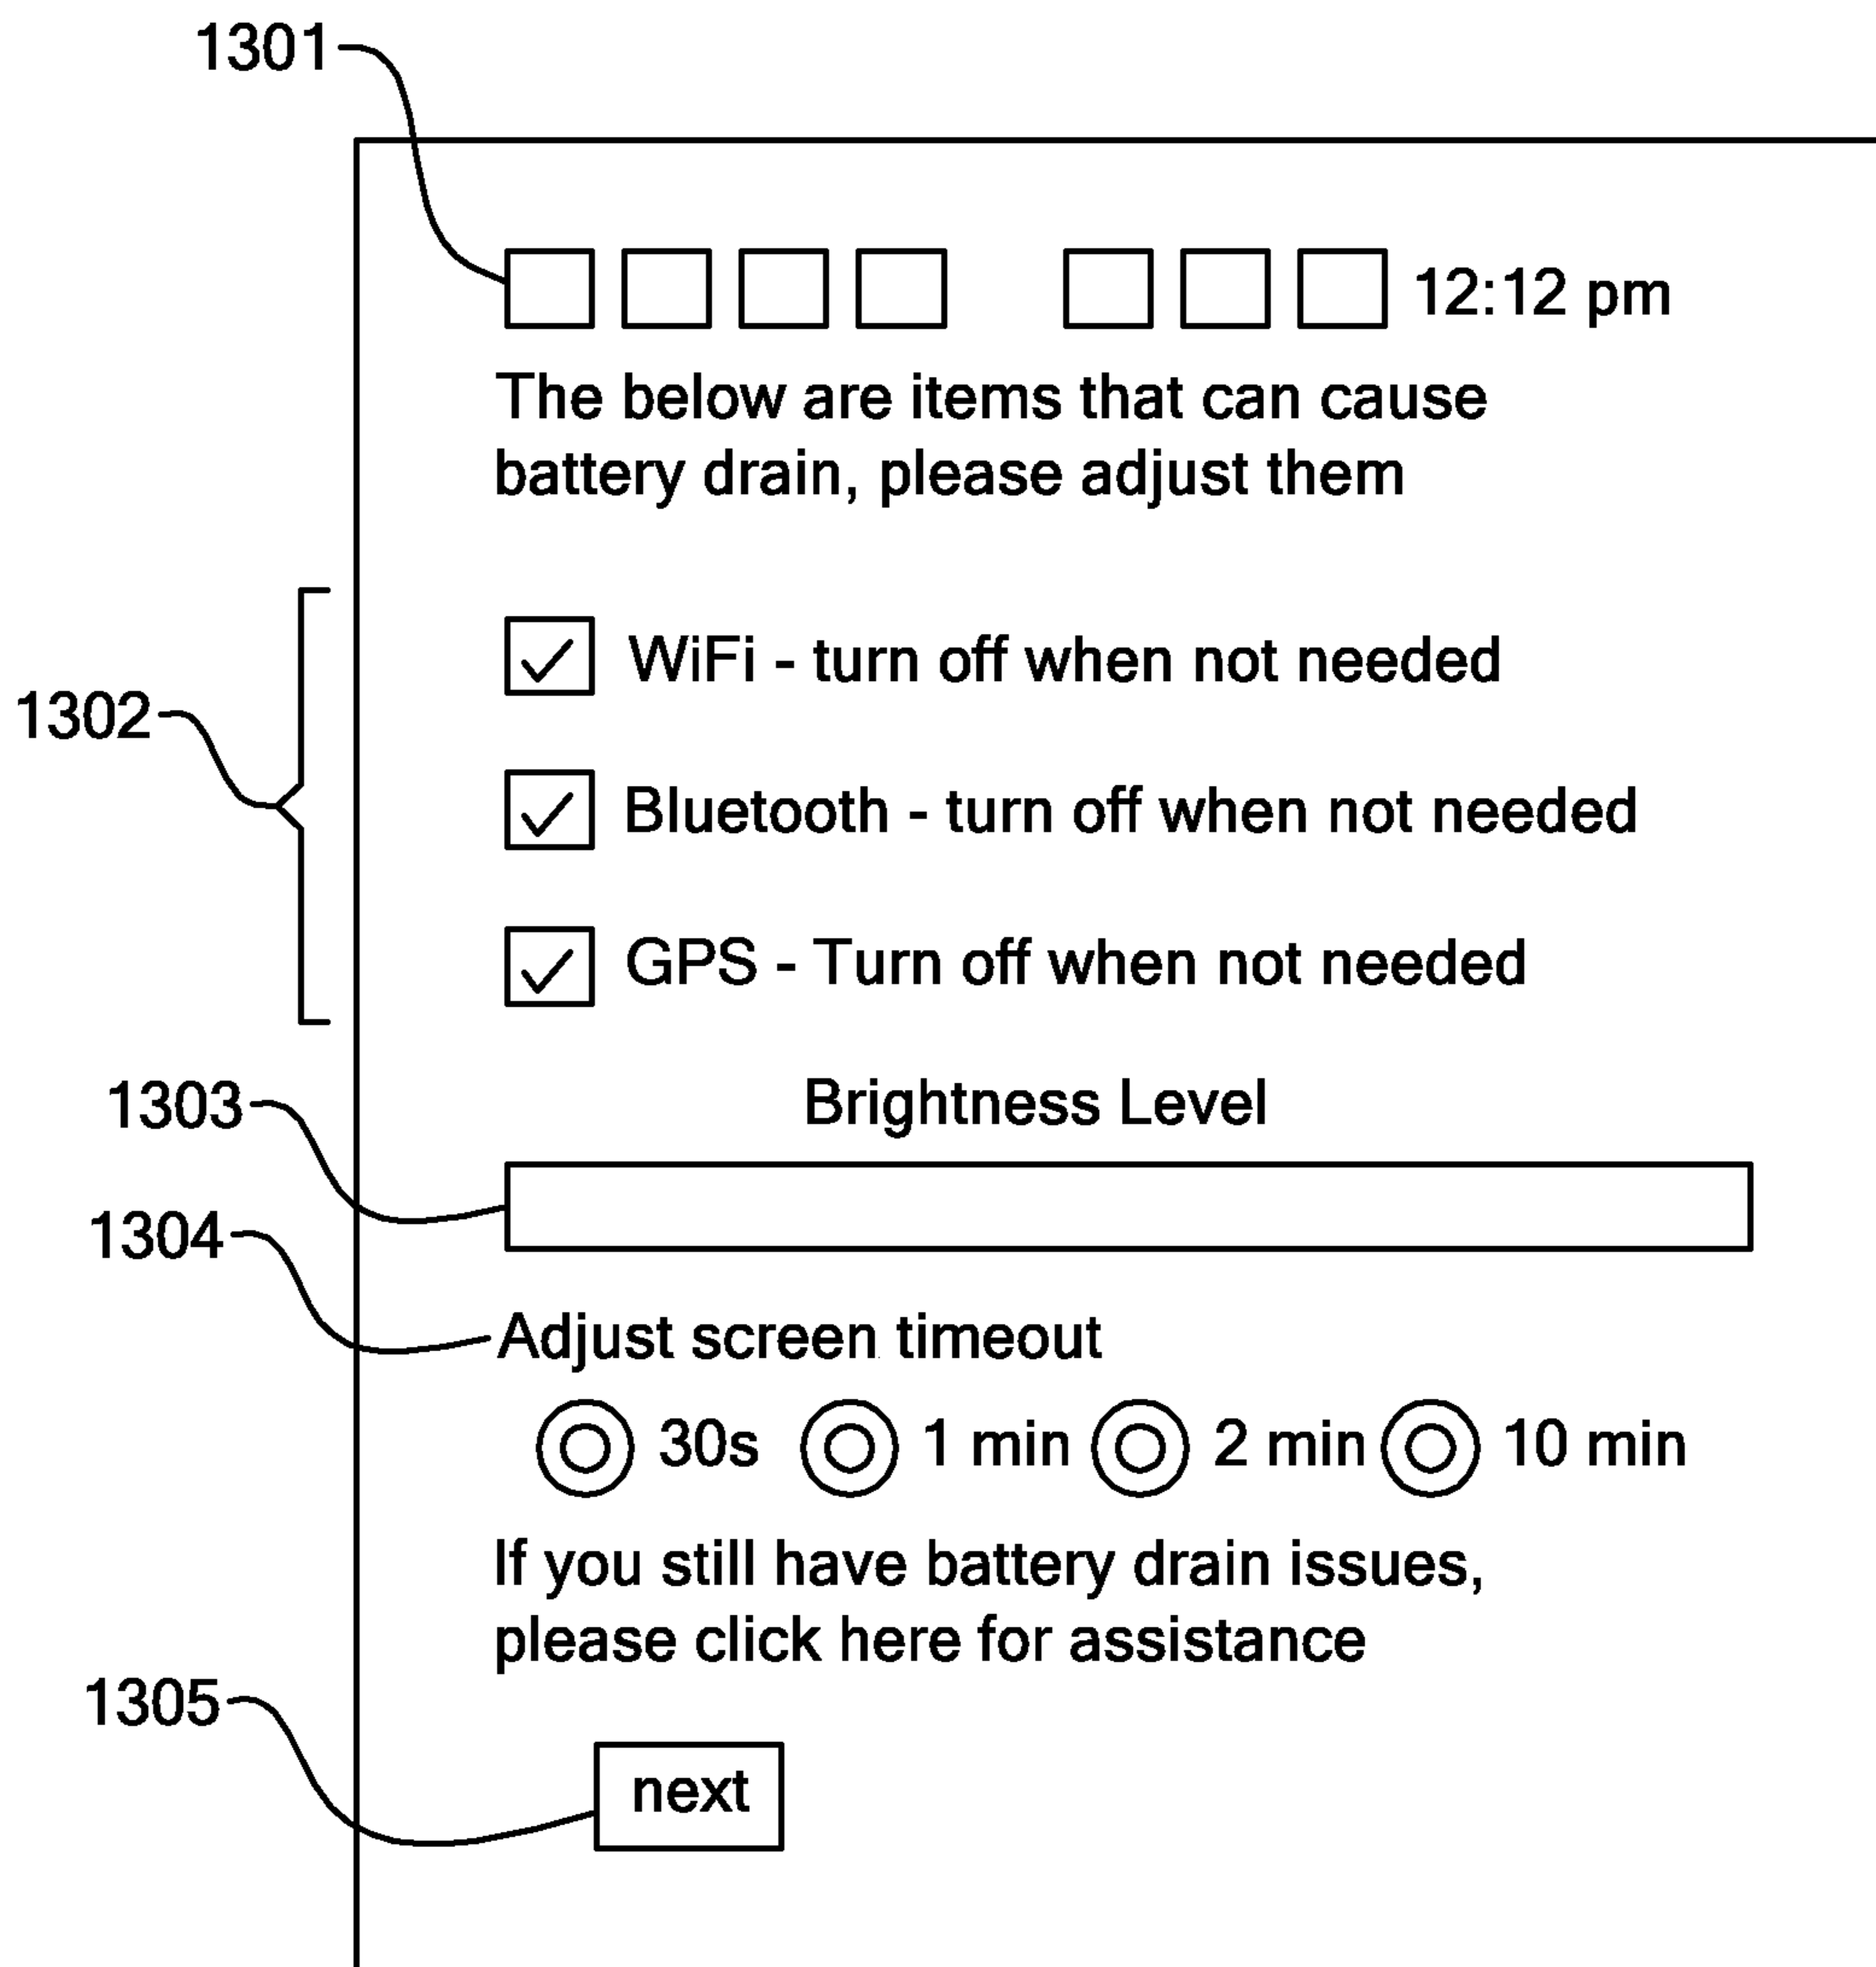 1301
12:12 pm
The below are items that can cause
battery drain, please adjust them
WiFi - turn off when not needed
1302
Bluetooth - turn off when not needed
GPS - Turn off when not needed
1303
Brightness Level
1304
Adjust screen timeout
30s 1 min 2 min 10 min
If you still have battery drain issues,
please click here for assistance
1305
next